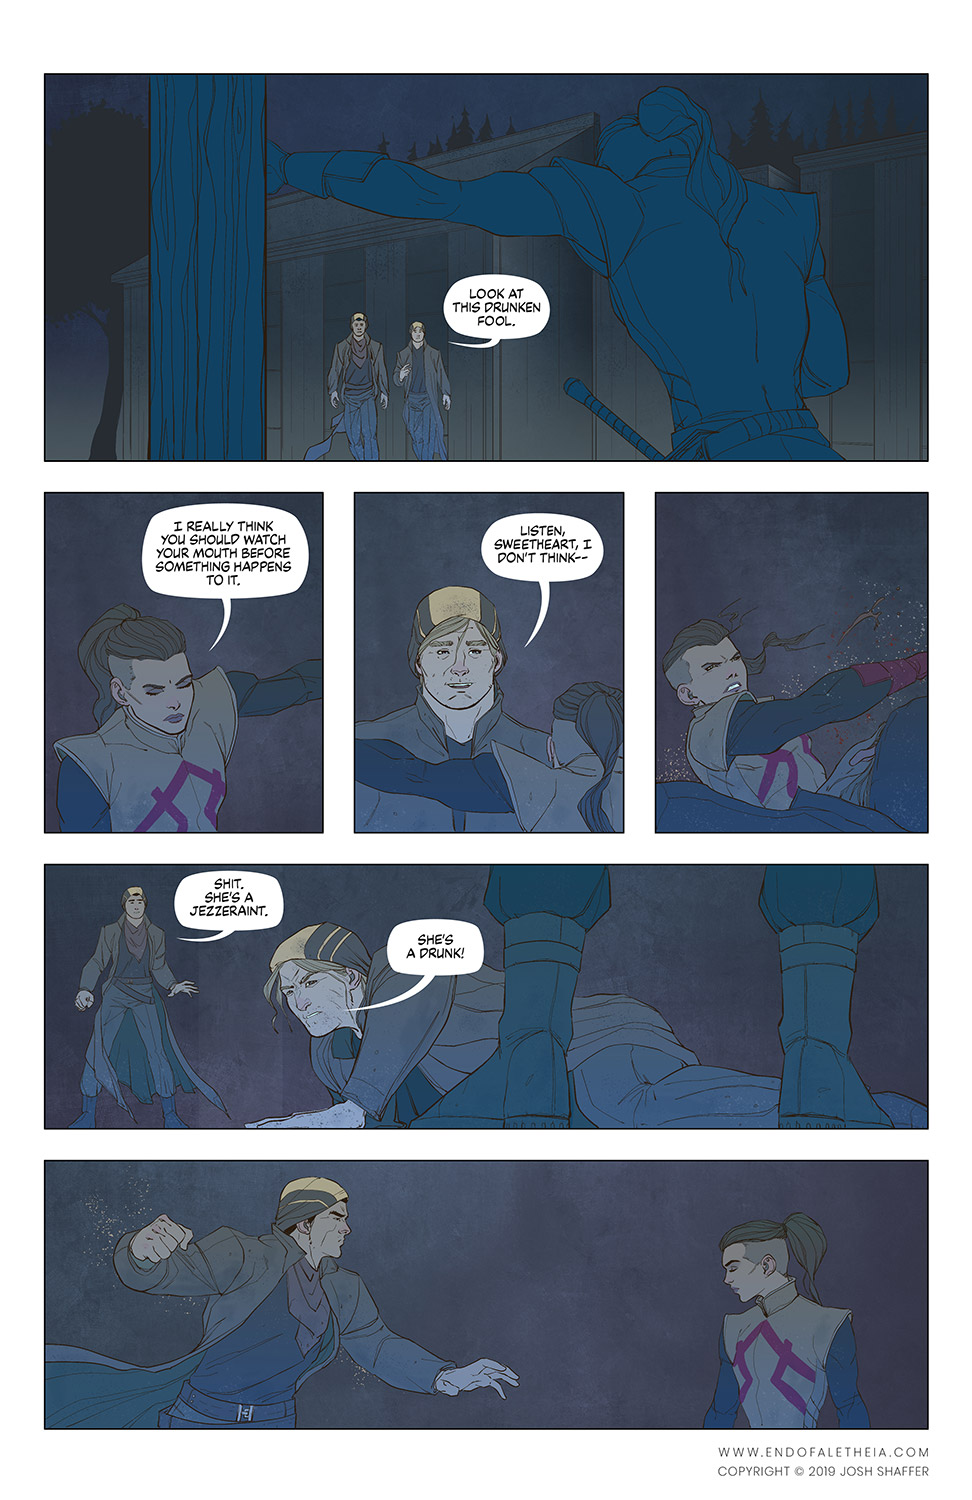 LOOK AT
THIS DRUNKEN
FOOL.
I REALLY THINK
YOU SHOULD WATCH
YOUR MOUTH BEFORE
SOMETHING HAPPENS
TO IT.
LISTEN,
SWEETHEART, I
DON'T THINK--
SHIT.
SHE'S A
JEZZERAINT.
SHE'S
A DRUNK!
WWW.ENDOFALETHEIA.COM
COPYRIGHT © 2019 JOSH SHAFFER